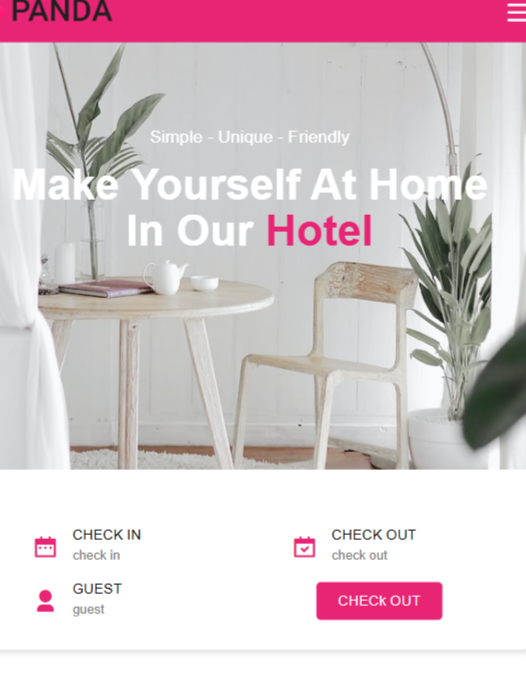 PANDA
Simple - Unique - Friendly
Make Yourself At Home
In Our Hotel
CHECK IN
check in
CHECK OUT
check out
GUEST
guest
CHECk OUT